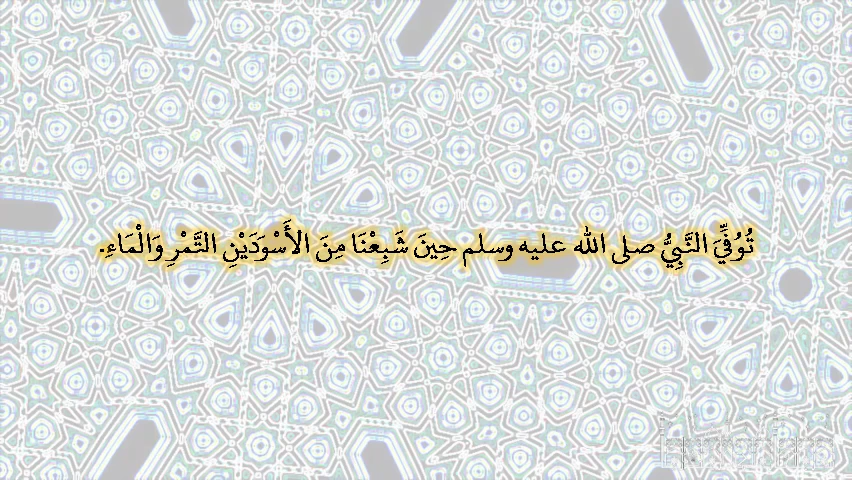 تُوُفِّيَ النَّبِيُّ صلى الله عليه وسلم حِينَ شَبِعْنَا مِنَ الأَسْوَدَيْنِ التَّمْرِ وَالْمَاءِ‏.